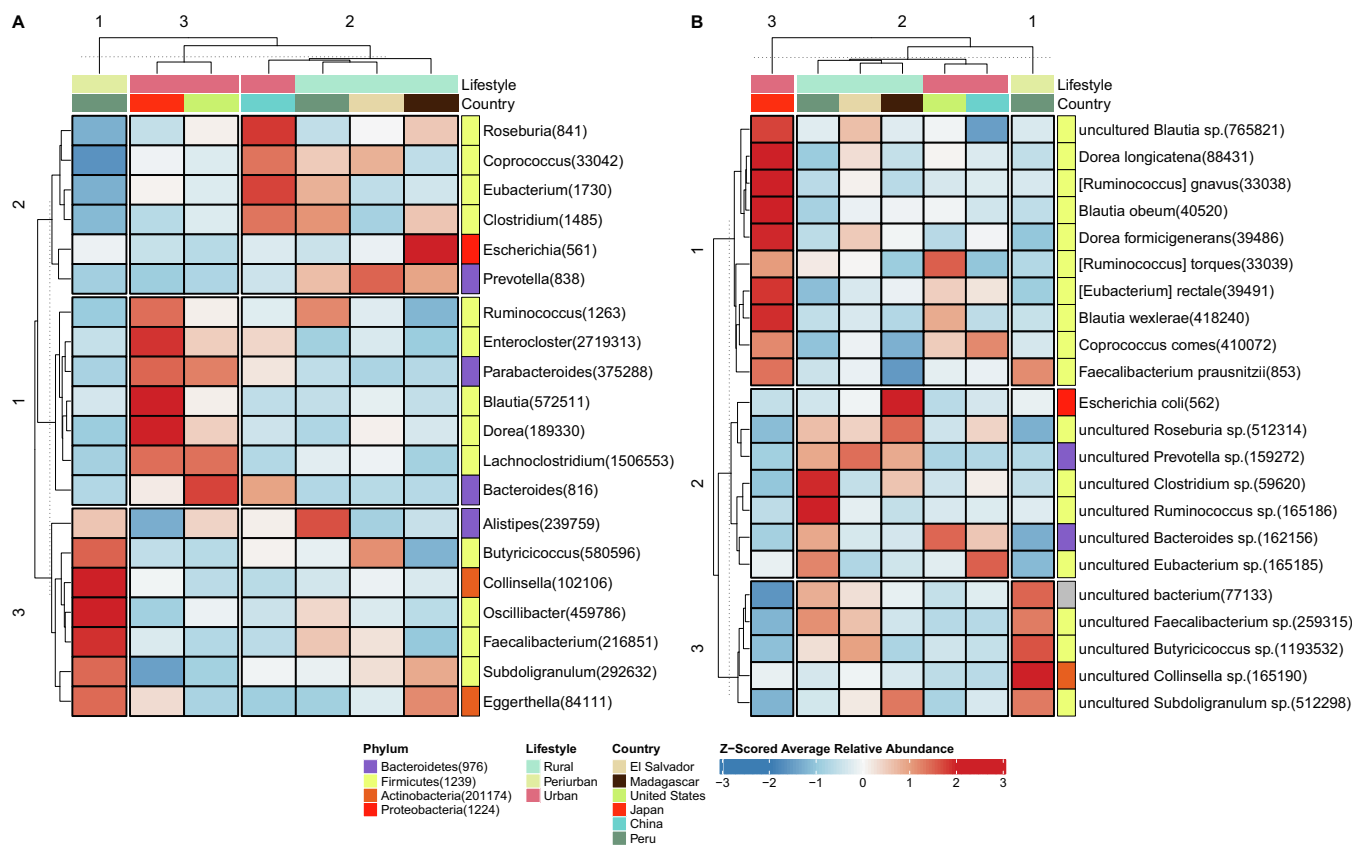 A
1 3 2
Lifestyle
Country
2
Roseburia(841)
Coprococcus(33042)
Eubacterium(1730)
Clostridium(1485)
Escherichia(561)
Prevotella(838)
1
Ruminococcus(1263)
Enterocloster(2719313)
Parabacteroides(375288)
Blautia(572511)
Dorea(189330)
Lachnoclostridium(1506553)
Bacteroides(816)
3
Alistipes(239759)
Butyricicoccus(580596)
Collinsella(102106)
Oscillibacter(459786)
Faecalibacterium(216851)
Subdoligranulum(292632)
Eggerthella(84111)
B
3 2 1
Lifestyle
Country
1
uncultured Blautia sp.(765821)
Dorea longicatena(88431)
[Ruminococcus] gnavus(33038)
Blautia obeum(40520)
Dorea formicigenerans(39486)
[Ruminococcus] torques(33039)
[Eubacterium] rectale(39491)
Blautia wexlerae(418240)
Coprococcus comes(410072)
Faecalibacterium prausnitzii(853)
2
Escherichia coli(562)
uncultured Roseburia sp.(512314)
uncultured Prevotella sp.(159272)
uncultured Clostridium sp.(59620)
uncultured Ruminococcus sp.(165186)
uncultured Bacteroides sp.(162156)
uncultured Eubacterium sp.(165185)
3
uncultured bacterium(77133)
uncultured Faecalibacterium sp.(259315)
uncultured Butyricicoccus sp.(1193532)
uncultured Collinsella sp.(165190)
uncultured Subdoligranulum sp.(512298)
Phylum
Bacteroidetes(976)
Firmicutes(1239)
Actinobacteria(201174)
Proteobacteria(1224)
Lifestyle
Rural
Periurban
Urban
Country
El Salvador
Madagascar
United States
Japan
China
Peru
Z−Scored Average Relative Abundance
−3 −2 −1 0 1 2 3